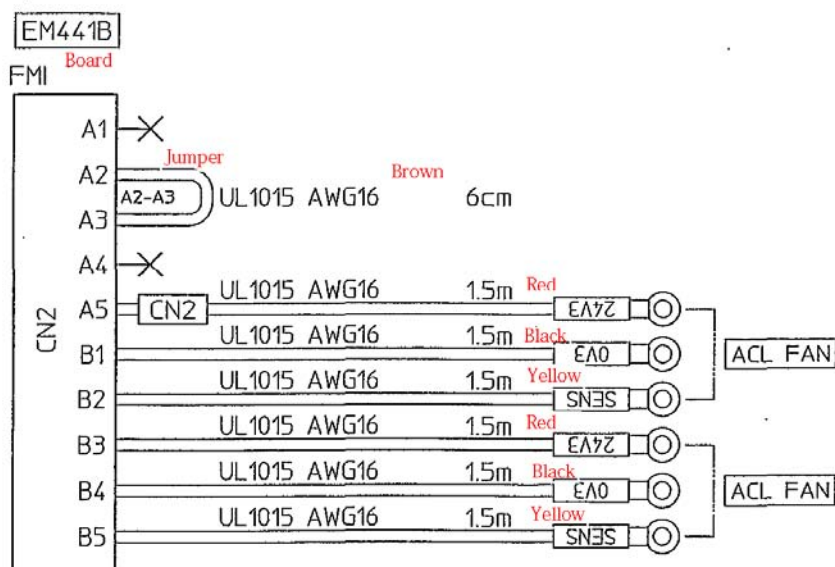 EM441B
Board
FMI
A1
Jumper
A2
Brown
A2-A3
UL1015 AWG16 6cm
A3
A4
UL1015 AWG16 1.5m Red
A5 CN2 24V3
UL1015 AWG16 1.5m Black
CN2
B1 0V3 ACL FAN
UL1015 AWG16 1.5m Yellow
B2 SENS
UL1015 AWG16 1.5m Red
B3 24V3
UL1015 AWG16 1.5m Black
B4 0V3 ACL FAN
UL1015 AWG16 1.5m Yellow
B5 SENS